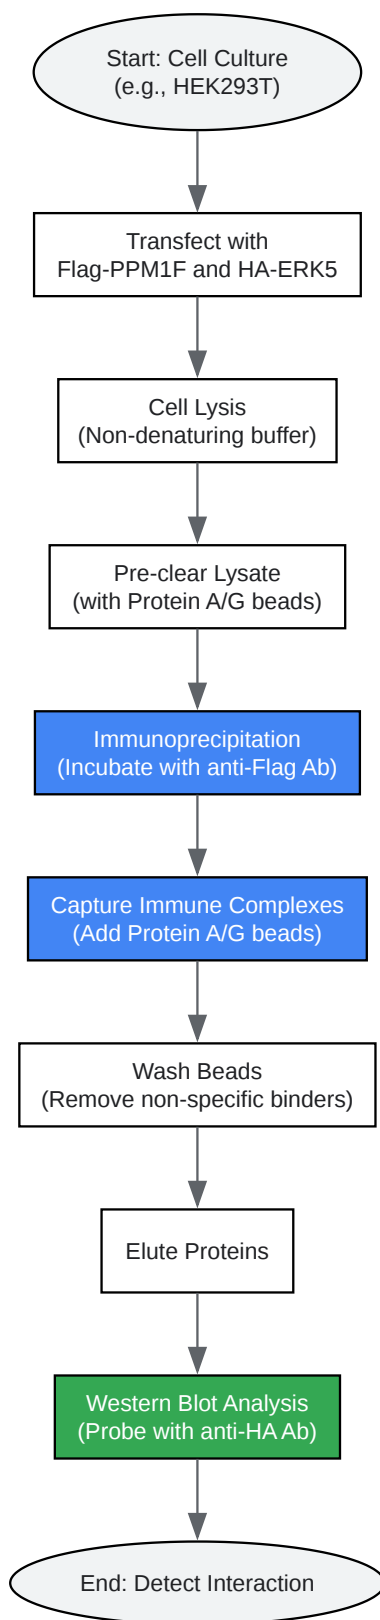 Start: Cell Culture
(e.g., HEK293T)
Transfect with
Flag-PPM1F and HA-ERK5
Cell Lysis
(Non-denaturing buffer)
Pre-clear Lysate
(with Protein A/G beads)
Immunoprecipitation
(Incubate with anti-Flag Ab)
Capture Immune Complexes
(Add Protein A/G beads)
Wash Beads
(Remove non-specific binders)
Elute Proteins
Western Blot Analysis
(Probe with anti-HA Ab)
End: Detect Interaction